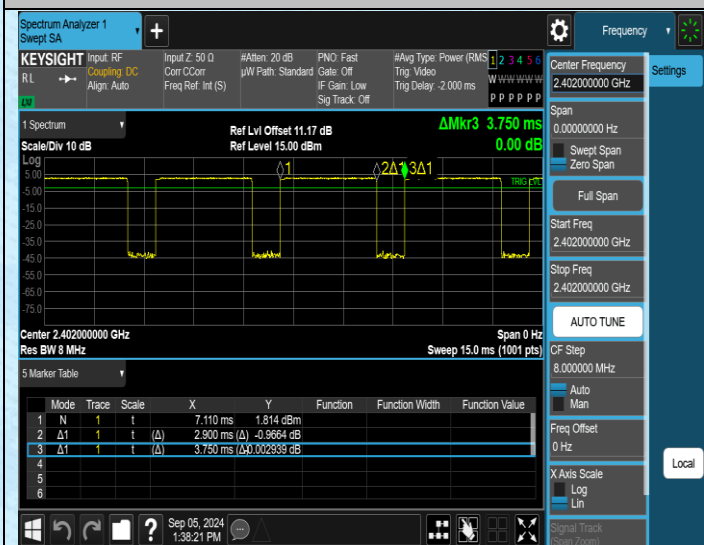 Spectrum Analyzer 1
Swept SA
+
Frequency
KEYSIGHT
RL
LXI
Input: RF
Coupling: DC
Align: Auto
Input Z: 50 Ω
Corr CCorr
Freq Ref: Int (S)
#Atten: 20 dB
µW Path: Standard
PNO: Fast
Gate: Off
IF Gain: Low
Sig Track: Off
#Avg Type: Power (RMS
Trig: Video
Trig Delay: -2.000 ms
1 2 3 4 5 6
W W W W W W
P P P P P P
Center Frequency
2.402000000 GHz
Settings
1 Spectrum
Scale/Div 10 dB
Ref Lvl Offset 11.17 dB
Ref Level 15.00 dBm
ΔMkr3 3.750 ms
0.00 dB
Span
0.00000000 Hz
Swept Span
Zero Span
Log
5.00
-5.00
-15.0
-25.0
-35.0
-45.0
-55.0
-65.0
-75.0
1
2Δ1
3Δ1
TRIG LVL
Full Span
Start Freq
2.402000000 GHz
Stop Freq
2.402000000 GHz
AUTO TUNE
Center 2.402000000 GHz
Res BW 8 MHz
Span 0 Hz
Sweep 15.0 ms (1001 pts)
CF Step
8.000000 MHz
Auto
Man
5 Marker Table
Mode Trace Scale X Y Function Function Width Function Value
1 N 1 t 7.110 ms 1.814 dBm
2 Δ1 1 t (Δ) 2.900 ms (Δ) -0.9664 dB
3 Δ1 1 t (Δ) 3.750 ms (Δ) -0.002939 dB
4
5
6
Freq Offset
0 Hz
X Axis Scale
Log
Lin
Local
Signal Track
(Span Zoom)
?
Sep 05, 2024
1:38:21 PM